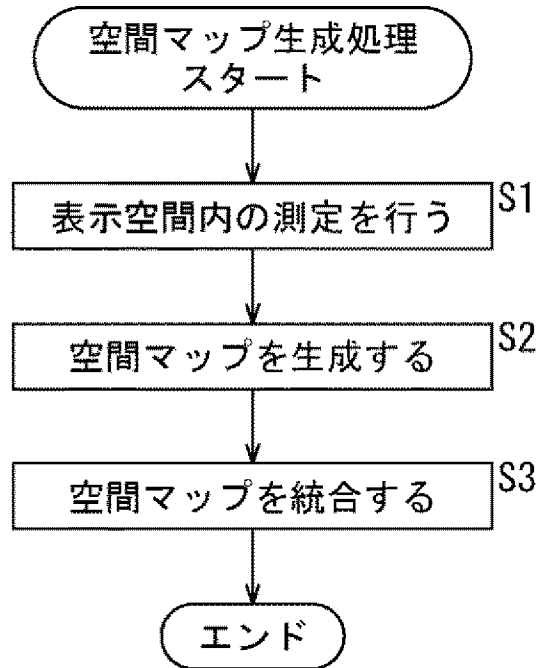 空間マップ生成処理
スタート
表示空間内の測定を行う
S1
空間マップを生成する
S2
空間マップを統合する
S3
エンド